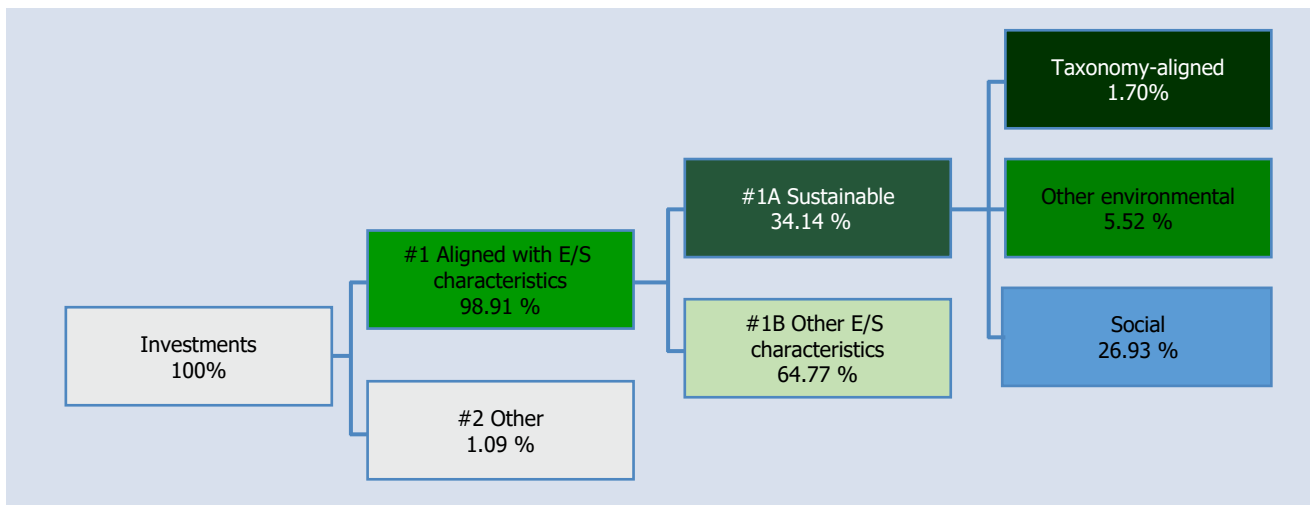 Investments
100%
#1 Aligned with E/S
characteristics
98.91 %
#2 Other
1.09 %
#1A Sustainable
34.14 %
#1B Other E/S
characteristics
64.77 %
Taxonomy-aligned
1.70%
Other environmental
5.52 %
Social
26.93 %